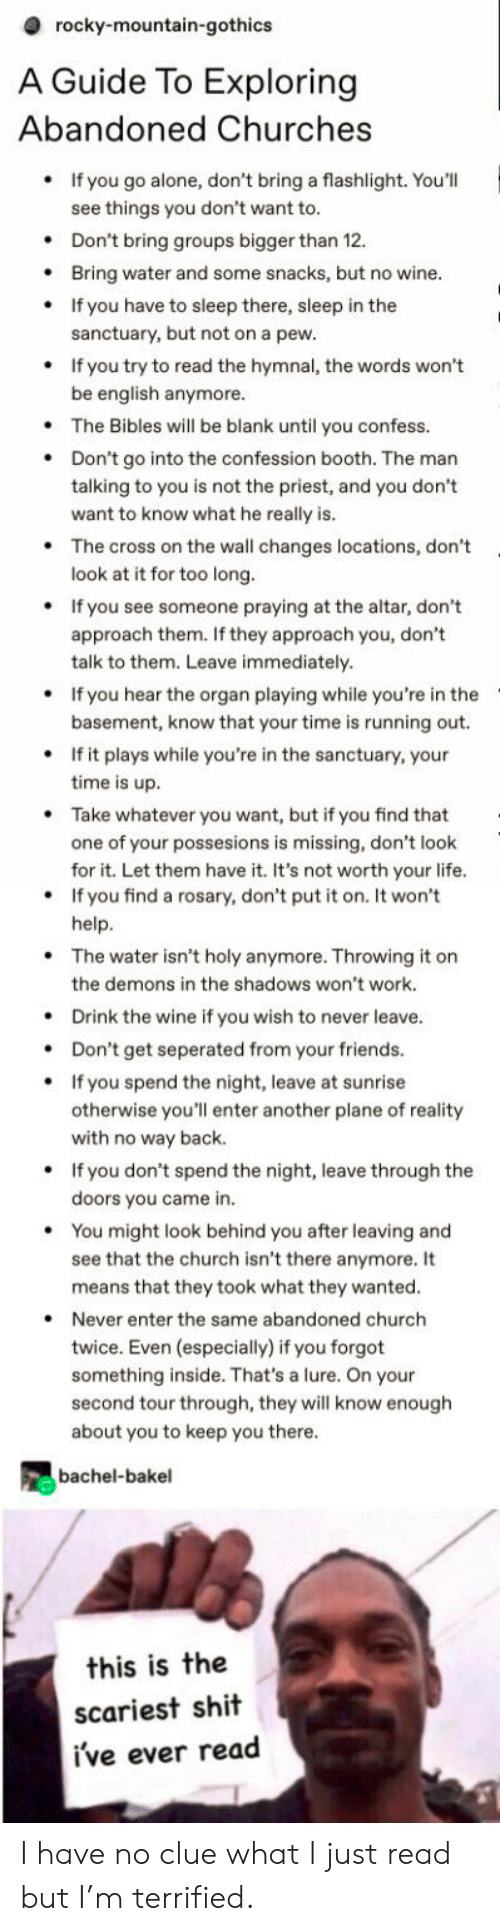 rocky-mountain-gothics
A Guide To Exploring
Abandoned Churches
• If you go alone, don't bring a flashlight. You'll
see things you don't want to.
• Don't bring groups bigger than 12.
• Bring water and some snacks, but no wine.
• If you have to sleep there, sleep in the
sanctuary, but not on a pew.
• If you try to read the hymnal, the words won't
be english anymore.
• The Bibles will be blank until you confess.
• Don't go into the confession booth. The man
talking to you is not the priest, and you don't
want to know what he really is.
• The cross on the wall changes locations, don't
look at it for too long.
• If you see someone praying at the altar, don't
approach them. If they approach you, don't
talk to them. Leave immediately.
• If you hear the organ playing while you're in the
basement, know that your time is running out.
• If it plays while you're in the sanctuary, your
time is up.
• Take whatever you want, but if you find that
one of your possesions is missing, don't look
for it. Let them have it. It's not worth your life.
• If you find a rosary, don't put it on. It won't
help.
• The water isn't holy anymore. Throwing it on
the demons in the shadows won't work.
• Drink the wine if you wish to never leave.
• Don't get seperated from your friends.
• If you spend the night, leave at sunrise
otherwise you'll enter another plane of reality
with no way back.
• If you don't spend the night, leave through the
doors you came in.
• You might look behind you after leaving and
see that the church isn't there anymore. It
means that they took what they wanted.
• Never enter the same abandoned church
twice. Even (especially) if you forgot
something inside. That's a lure. On your
second tour through, they will know enough
about you to keep you there.
bachel-bakel
this is the
scariest shit
i've ever read
I have no clue what I just read
but I'm terrified.